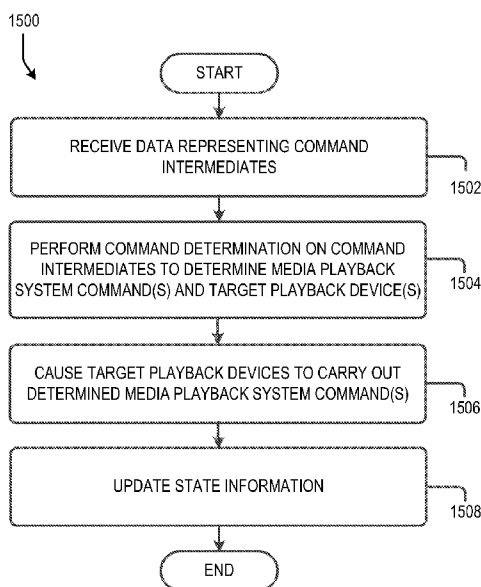 1500
START
RECEIVE DATA REPRESENTING COMMAND
INTERMEDIATES
1502
PERFORM COMMAND DETERMINATION ON COMMAND
INTERMEDIATES TO DETERMINE MEDIA PLAYBACK
SYSTEM COMMAND(S) AND TARGET PLAYBACK DEVICE(S)
1504
CAUSE TARGET PLAYBACK DEVICES TO CARRY OUT
DETERMINED MEDIA PLAYBACK SYSTEM COMMAND(S)
1506
UPDATE STATE INFORMATION
1508
END